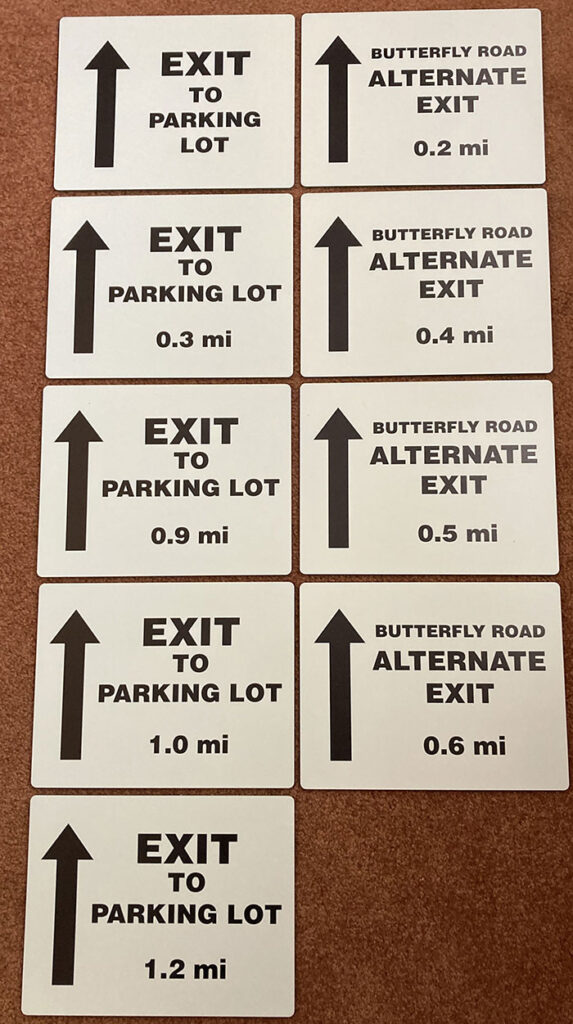 EXIT
TO
PARKING
LOT
BUTTERFLY ROAD
ALTERNATE
EXIT
0.2 mi
EXIT
TO
PARKING LOT
0.3 mi
BUTTERFLY ROAD
ALTERNATE
EXIT
0.4 mi
EXIT
TO
PARKING LOT
0.9 mi
BUTTERFLY ROAD
ALTERNATE
EXIT
0.5 mi
EXIT
TO
PARKING LOT
1.0 mi
BUTTERFLY ROAD
ALTERNATE
EXIT
0.6 mi
EXIT
TO
PARKING LOT
1.2 mi